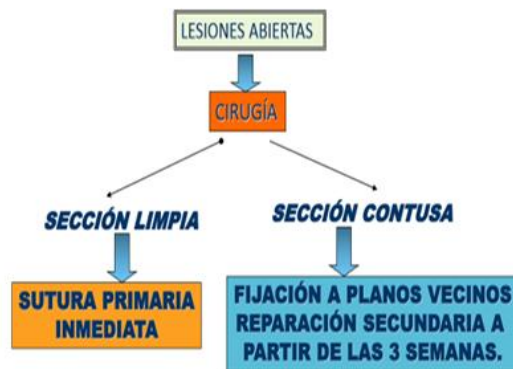 LESIONES ABIERTAS
CIRUGÍA
SECCIÓN LIMPIA
SECCIÓN CONTUSA
SUTURA PRIMARIA
INMEDIATA
FIJACIÓN A PLANOS VECINOS
REPARACIÓN SECUNDARIA A
PARTIR DE LAS 3 SEMANAS.